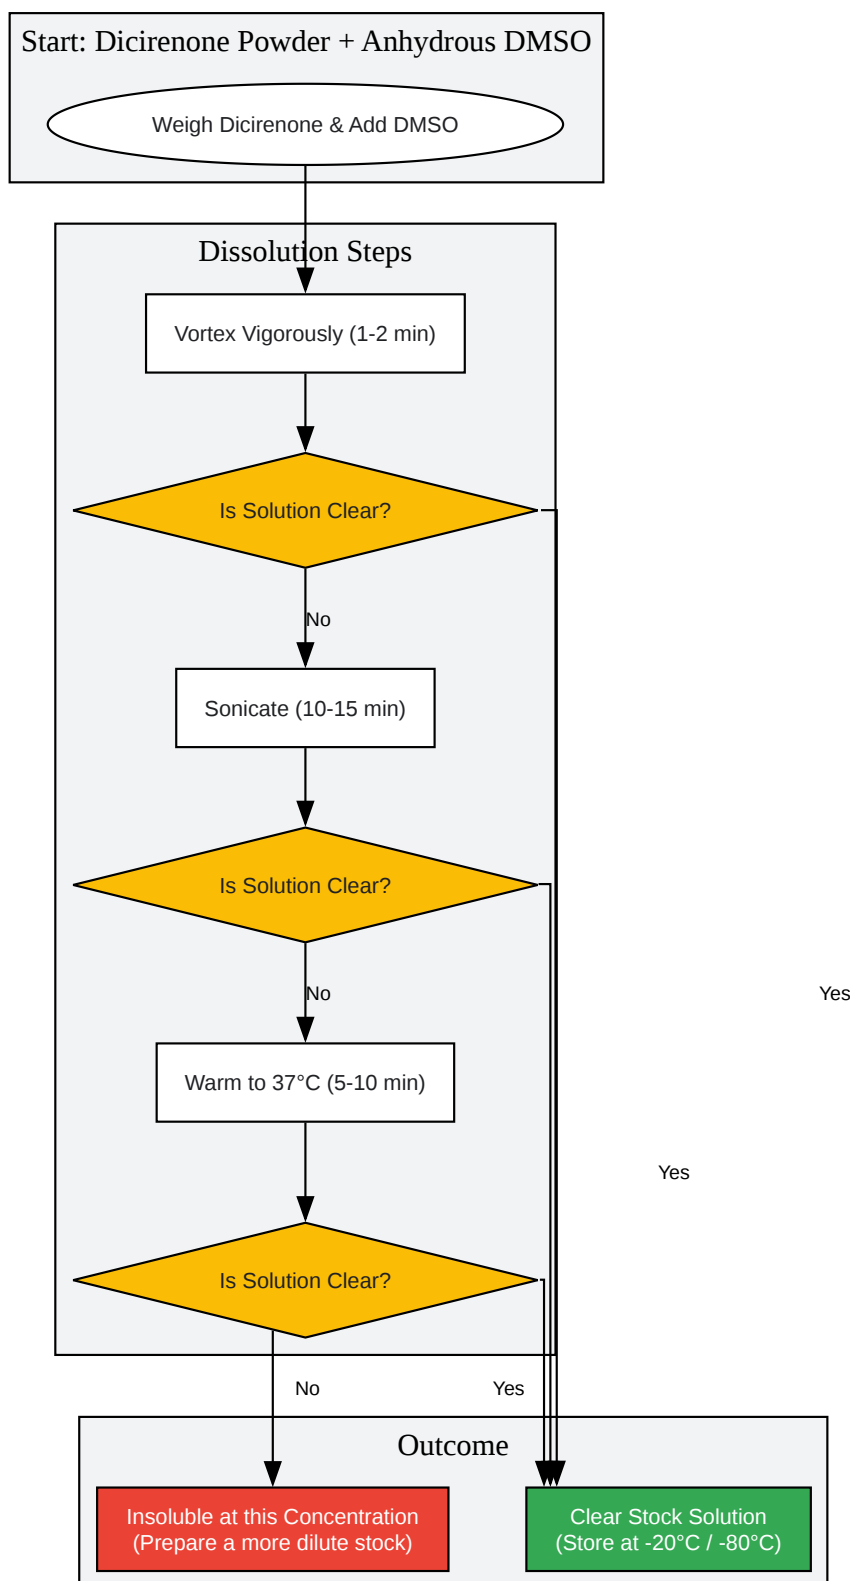 Start: Dicirenone Powder + Anhydrous DMSO
Weigh Dicirenone & Add DMSO
Dissolution Steps
Vortex Vigorously (1-2 min)
Is Solution Clear?
No
Sonicate (10-15 min)
Is Solution Clear?
No
Yes
Warm to 37°C (5-10 min)
Yes
Is Solution Clear?
No
Yes
Outcome
Insoluble at this Concentration
(Prepare a more dilute stock)
Clear Stock Solution
(Store at -20°C / -80°C)